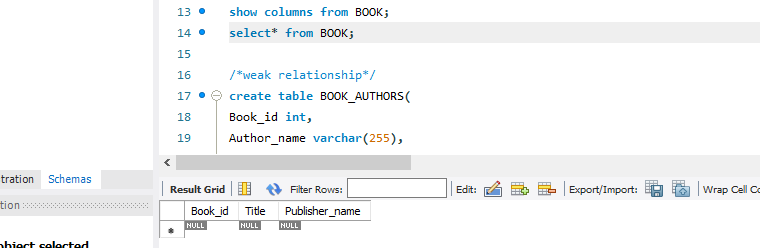 13 show columns from BOOK;
14 select* from BOOK;
15
16 /*weak relationship*/
17 create table BOOK_AUTHORS(
18 Book_id int,
19 Author_name varchar(255),
tration Schemas
tion
Result Grid Filter Rows: Edit: Export/Import: Wrap Cell Co
Book_id Title Publisher_name
* NULL NULL NULL
object selected